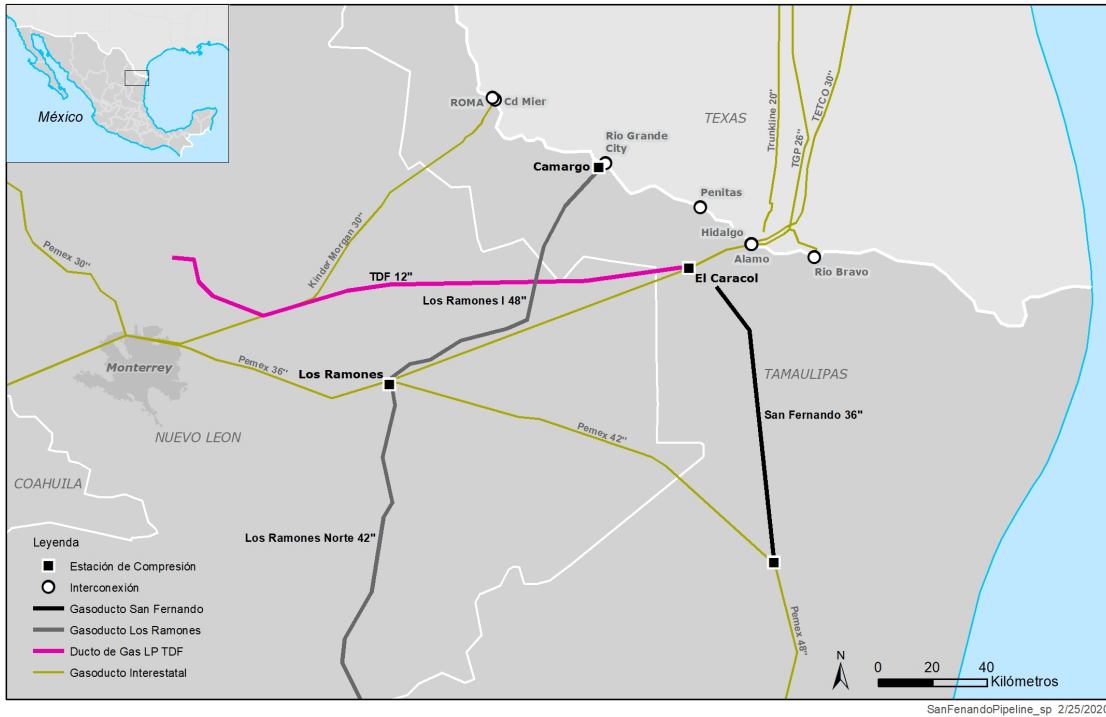 México
ROMA
Cd Mier
TEXAS
Trunkline 20"
TGP 26"
TETCO 30"
Rio Grande
City
Camargo
Penitas
Hidalgo
Alamo
Rio Bravo
Pemex 30"
Kinder Morgan 30"
TDF 12"
El Caracol
Los Ramones I 48"
Monterrey
Pemex 36"
Los Ramones
TAMAULIPAS
San Fernando 36"
Pemex 42"
NUEVO LEON
COAHUILA
Los Ramones Norte 42"
Pemex 48"
Leyenda
Estación de Compresión
Interconexión
Gasoducto San Fernando
Gasoducto Los Ramones
Ducto de Gas LP TDF
Gasoducto Interestatal
N
0 20 40
Kilómetros
SanFenandoPipeline_sp 2/25/2020